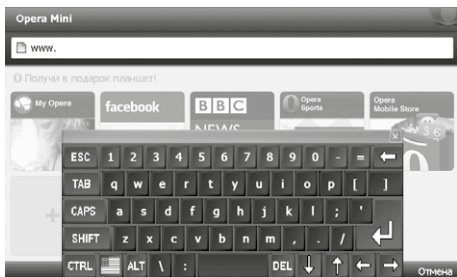 Opera Mini
www.
Получи в подарок планшет!
My Opera
facebook
BBC
NEWS
Opera Sports
Opera Mobile Store
ESC 1 2 3 4 5 6 7 8 9 0 - =
TAB q w e r t y u i o p [ ]
CAPS a s d f g h j k l ; '
SHIFT z x c v b n m , . /
CTRL ALT \ : DEL
Отмена